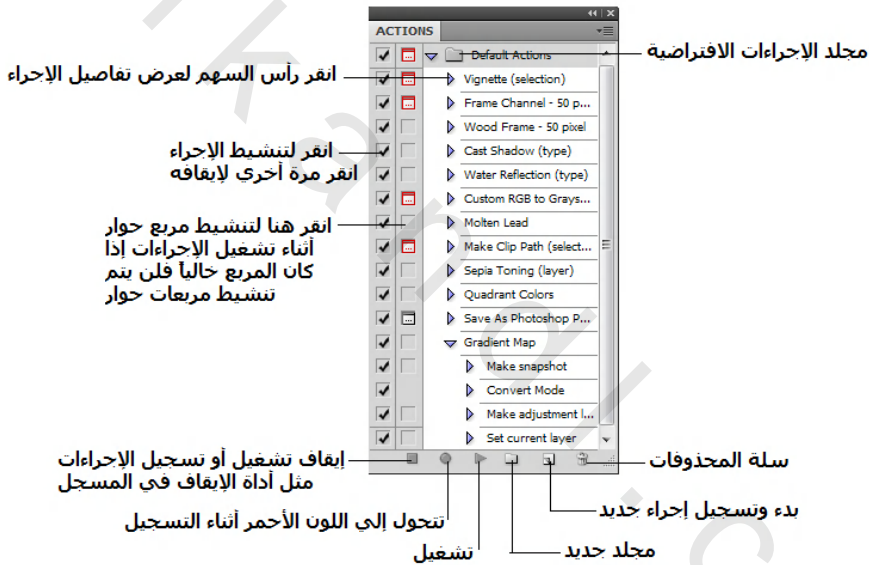 ACTIONS
Default Actions
Vignette (selection)
Frame Channel - 50 p...
Wood Frame - 50 pixel
Cast Shadow (type)
Water Reflection (type)
Custom RGB to Grays...
Molten Lead
Make Clip Path (select...
Sepia Toning (layer)
Quadrant Colors
Save As Photoshop P...
Gradient Map
Make snapshot
Convert Mode
Make adjustment l...
Set current layer
مجلد الإجراءات الافتراضية
انقر رأس السهم لعرض تفاصيل الإجراء
انقر لتنشيط الإجراء
انقر مرة أخري لإيقافه
انقر هنا لتنشيط مربع حوار
أثناء تشغيل الإجراءات إذا
كان المربع خالياً فلن يتم
تنشيط مربعات حوار
إيقاف تشغيل أو تسجيل الإجراءات
مثل أداة الإيقاف في المسجل
تتحول إلي اللون الأحمر أثناء التسجيل
تشغيل
سلة المحذوفات
بدء وتسجيل إجراء جديد
مجلد جديد